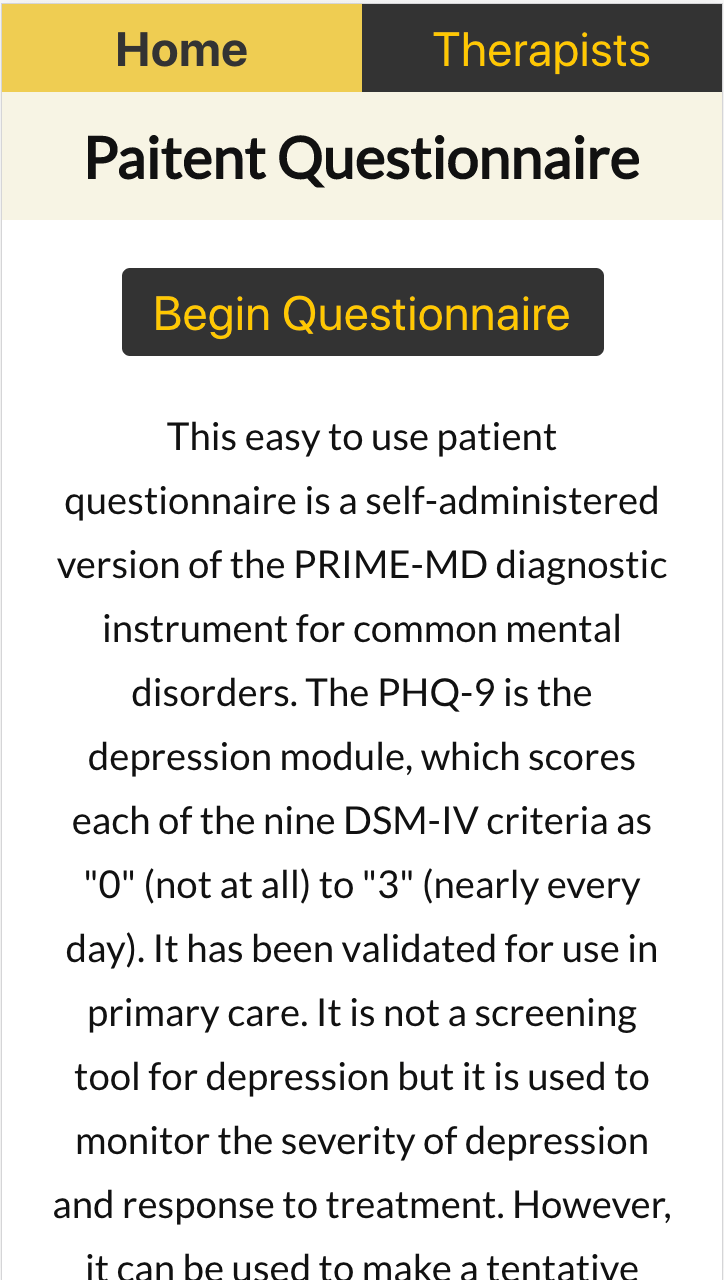 Home
Therapists
Paitent Questionnaire
Begin Questionnaire
This easy to use patient
questionnaire is a self-administered
version of the PRIME-MD diagnostic
instrument for common mental
disorders. The PHQ-9 is the
depression module, which scores
each of the nine DSM-IV criteria as
"0" (not at all) to "3" (nearly every
day). It has been validated for use in
primary care. It is not a screening
tool for depression but it is used to
monitor the severity of depression
and response to treatment. However,
it can be used to make a tentative